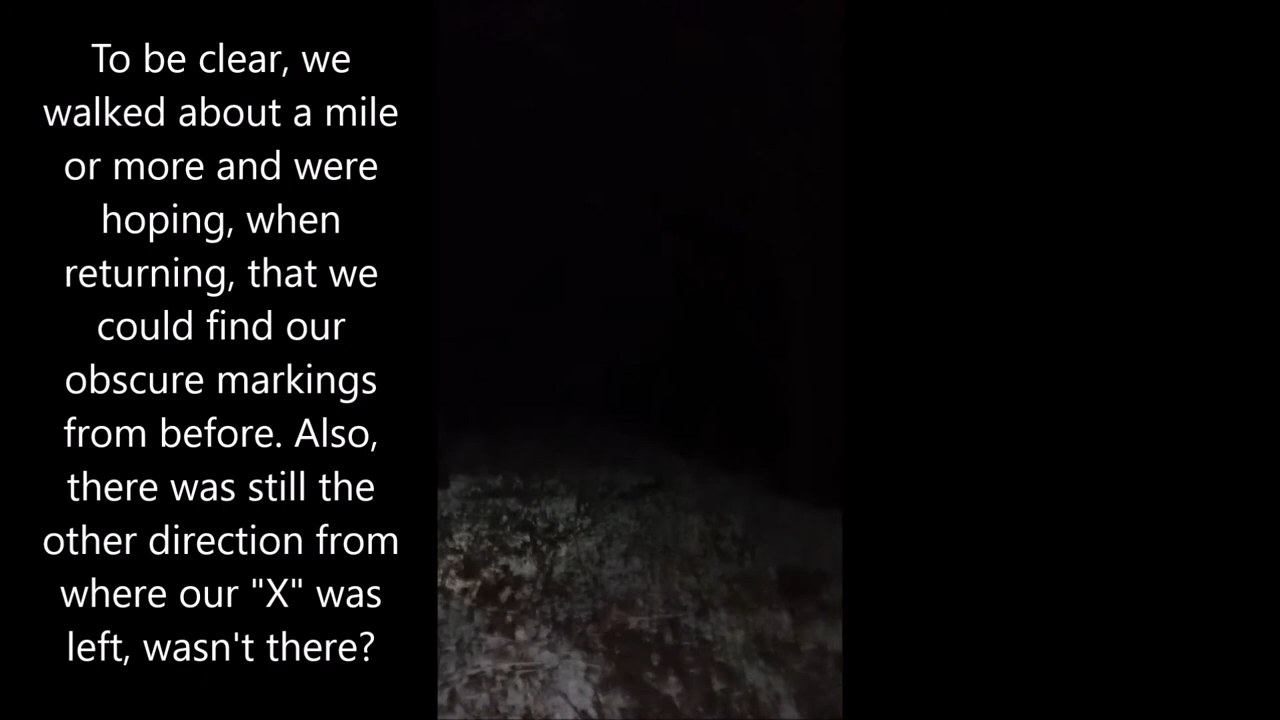 To be clear, we
walked about a mile
or more and were
hoping, when
returning, that we
could find our
obscure markings
from before. Also,
there was still the
other direction from
where our "X" was
left, wasn't there?